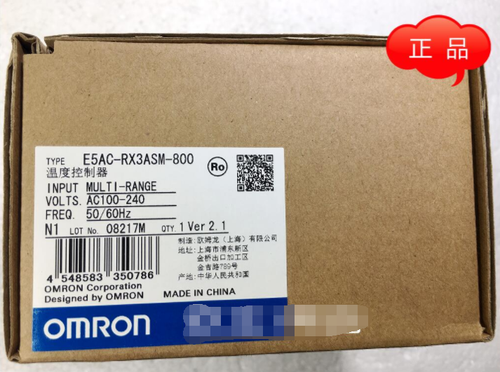 正品
TYPE E5AC-RX3ASM-800
温度控制器
Ro
INPUT MULTI-RANGE
VOLTS. AC100-240
FREQ. 50/60Hz
N1 LOT No. 08217M QTY. 1 Ver 2.1
制造: 欧姆龙(上海)有限公司
地址: 上海市浦东新区
金桥出口加工区
金吉路789号
产地: 中华人民共和国
4 548583 350786
OMRON Corporation
Designed by OMRON
MADE IN CHINA
OMRON